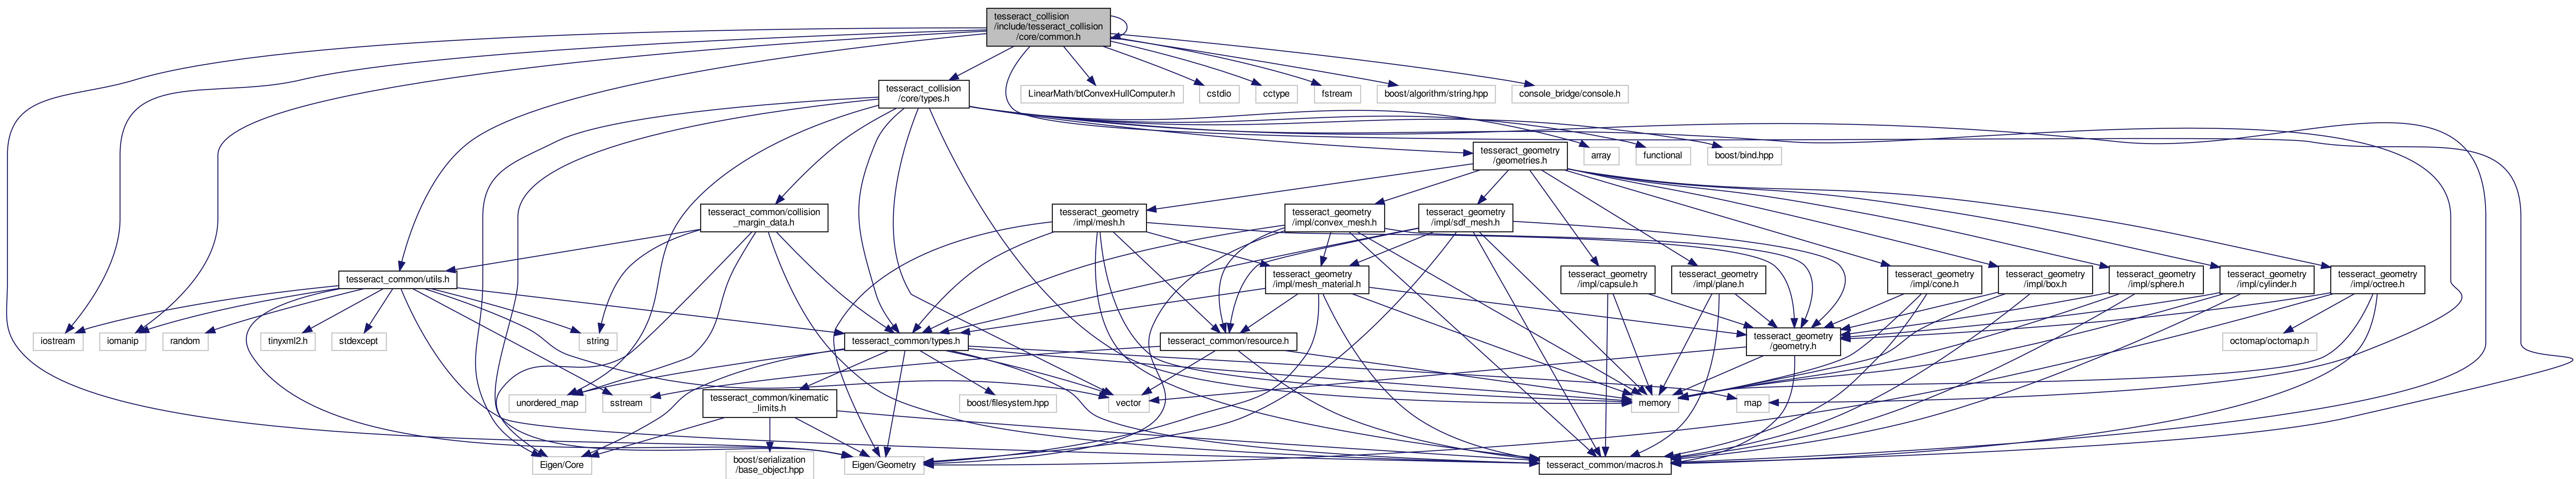 tesseract_collision
/include/tesseract_collision
/core/common.h
tesseract_collision
/core/types.h
LinearMath/btConvexHullComputer.h
cstdio
cctype
fstream
boost/algorithm/string.hpp
console_bridge/console.h
tesseract_geometry
/geometries.h
array
functional
boost/bind.hpp
tesseract_common/collision
_margin_data.h
tesseract_geometry
/impl/mesh.h
tesseract_geometry
/impl/convex_mesh.h
tesseract_geometry
/impl/sdf_mesh.h
tesseract_common/utils.h
tesseract_geometry
/impl/mesh_material.h
tesseract_geometry
/impl/capsule.h
tesseract_geometry
/impl/plane.h
tesseract_geometry
/impl/cone.h
tesseract_geometry
/impl/box.h
tesseract_geometry
/impl/sphere.h
tesseract_geometry
/impl/cylinder.h
tesseract_geometry
/impl/octree.h
iostream
iomanip
random
tinyxml2.h
stdexcept
string
tesseract_common/types.h
tesseract_common/resource.h
tesseract_geometry
/geometry.h
octomap/octomap.h
unordered_map
sstream
tesseract_common/kinematic
_limits.h
boost/filesystem.hpp
vector
memory
map
Eigen/Core
boost/serialization
/base_object.hpp
Eigen/Geometry
tesseract_common/macros.h